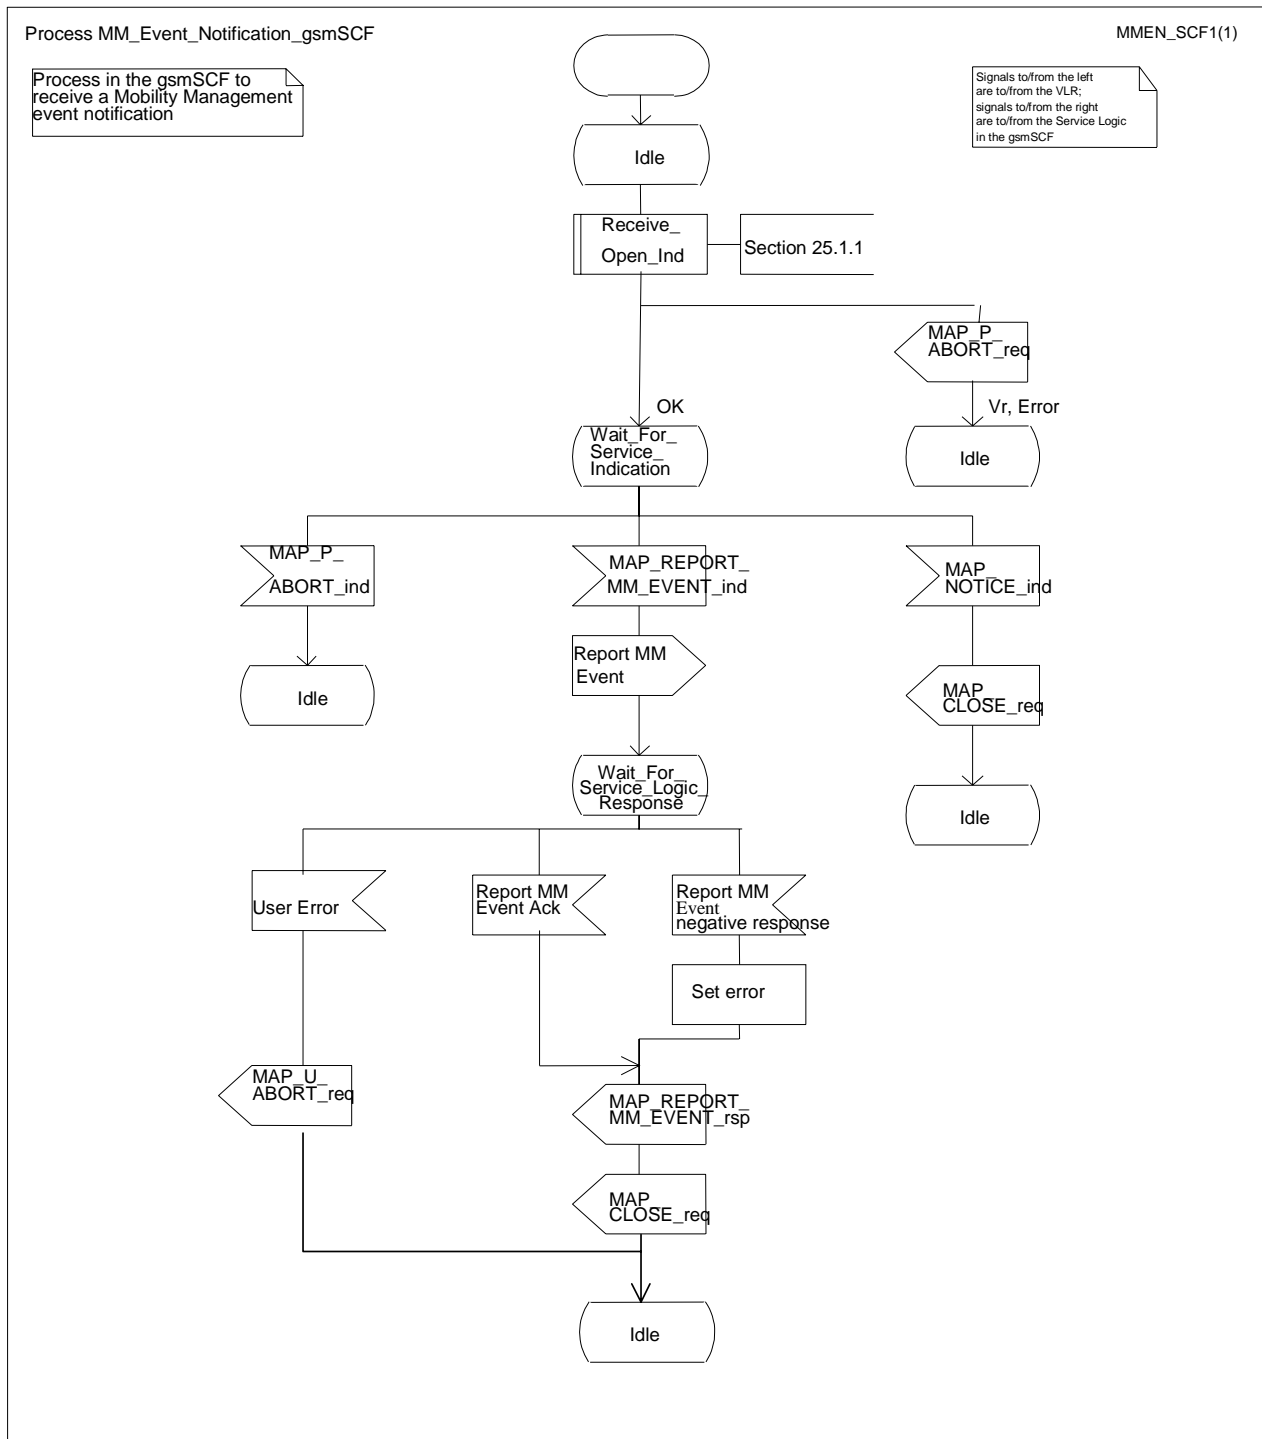 Process MM_Event_Notification_gsmSCF
MMEN_SCF1(1)
Process in the gsmSCF to
receive a Mobility Management
event notification
Signals to/from the left
are to/from the VLR;
signals to/from the right
are to/from the Service Logic
in the gsmSCF
Idle
Receive_
Open_Ind
Section 25.1.1
MAP_P_
ABORT_req
OK
Vr, Error
Wait_For_
Service_
Indication
Idle
MAP_P_
ABORT_ind
MAP_REPORT_
MM_EVENT_ind
MAP_
NOTICE_ind
Report MM
Event
Idle
MAP_
CLOSE_req
Wait_For_
Service_Logic_
Response
Idle
User Error
Report MM
Event Ack
Report MM
Event
negative response
Set error
MAP_U_
ABORT_req
MAP_REPORT_
MM_EVENT_rsp
MAP_
CLOSE_req
Idle